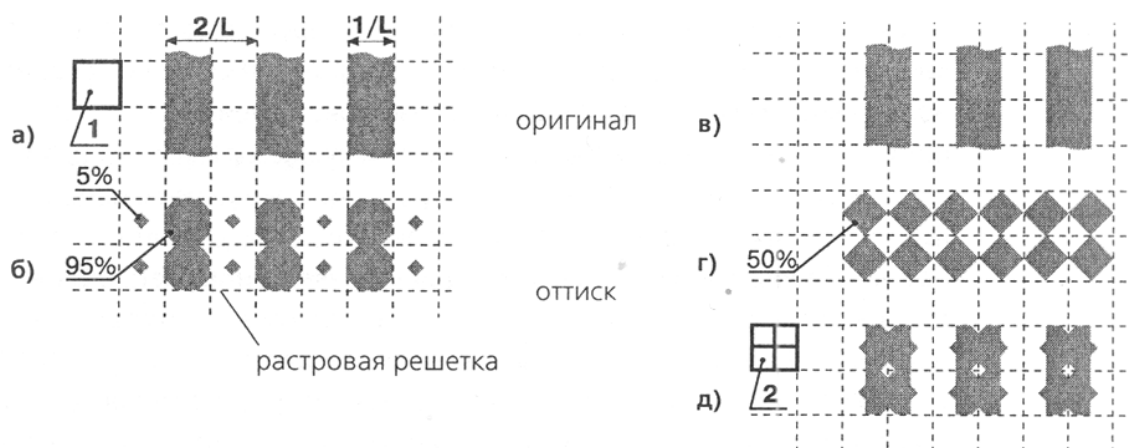 2/L
1/L
1
а)
оригинал
в)
5%
95%
б)
г)
50%
оттиск
растровая решетка
2
д)